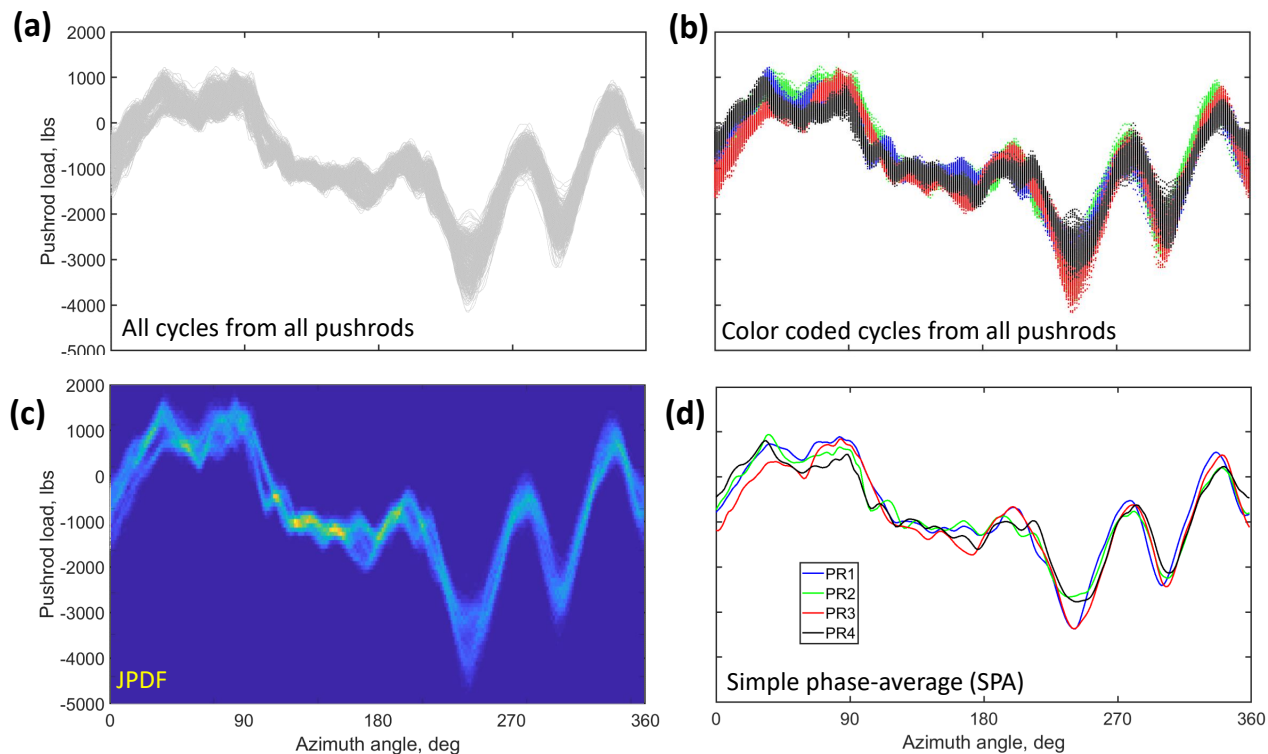 (a)
2000
1000
0
-1000
-2000
-3000
-4000
-5000
Pushrod load, lbs
All cycles from all pushrods
(b)
Color coded cycles from all pushrods
(c)
2000
1000
0
-1000
-2000
-3000
-4000
-5000
Pushrod load, lbs
JPDF
0 90 180 270 360
Azimuth angle, deg
(d)
PR1
PR2
PR3
PR4
Simple phase-average (SPA)
0 90 180 270 360
Azimuth angle, deg